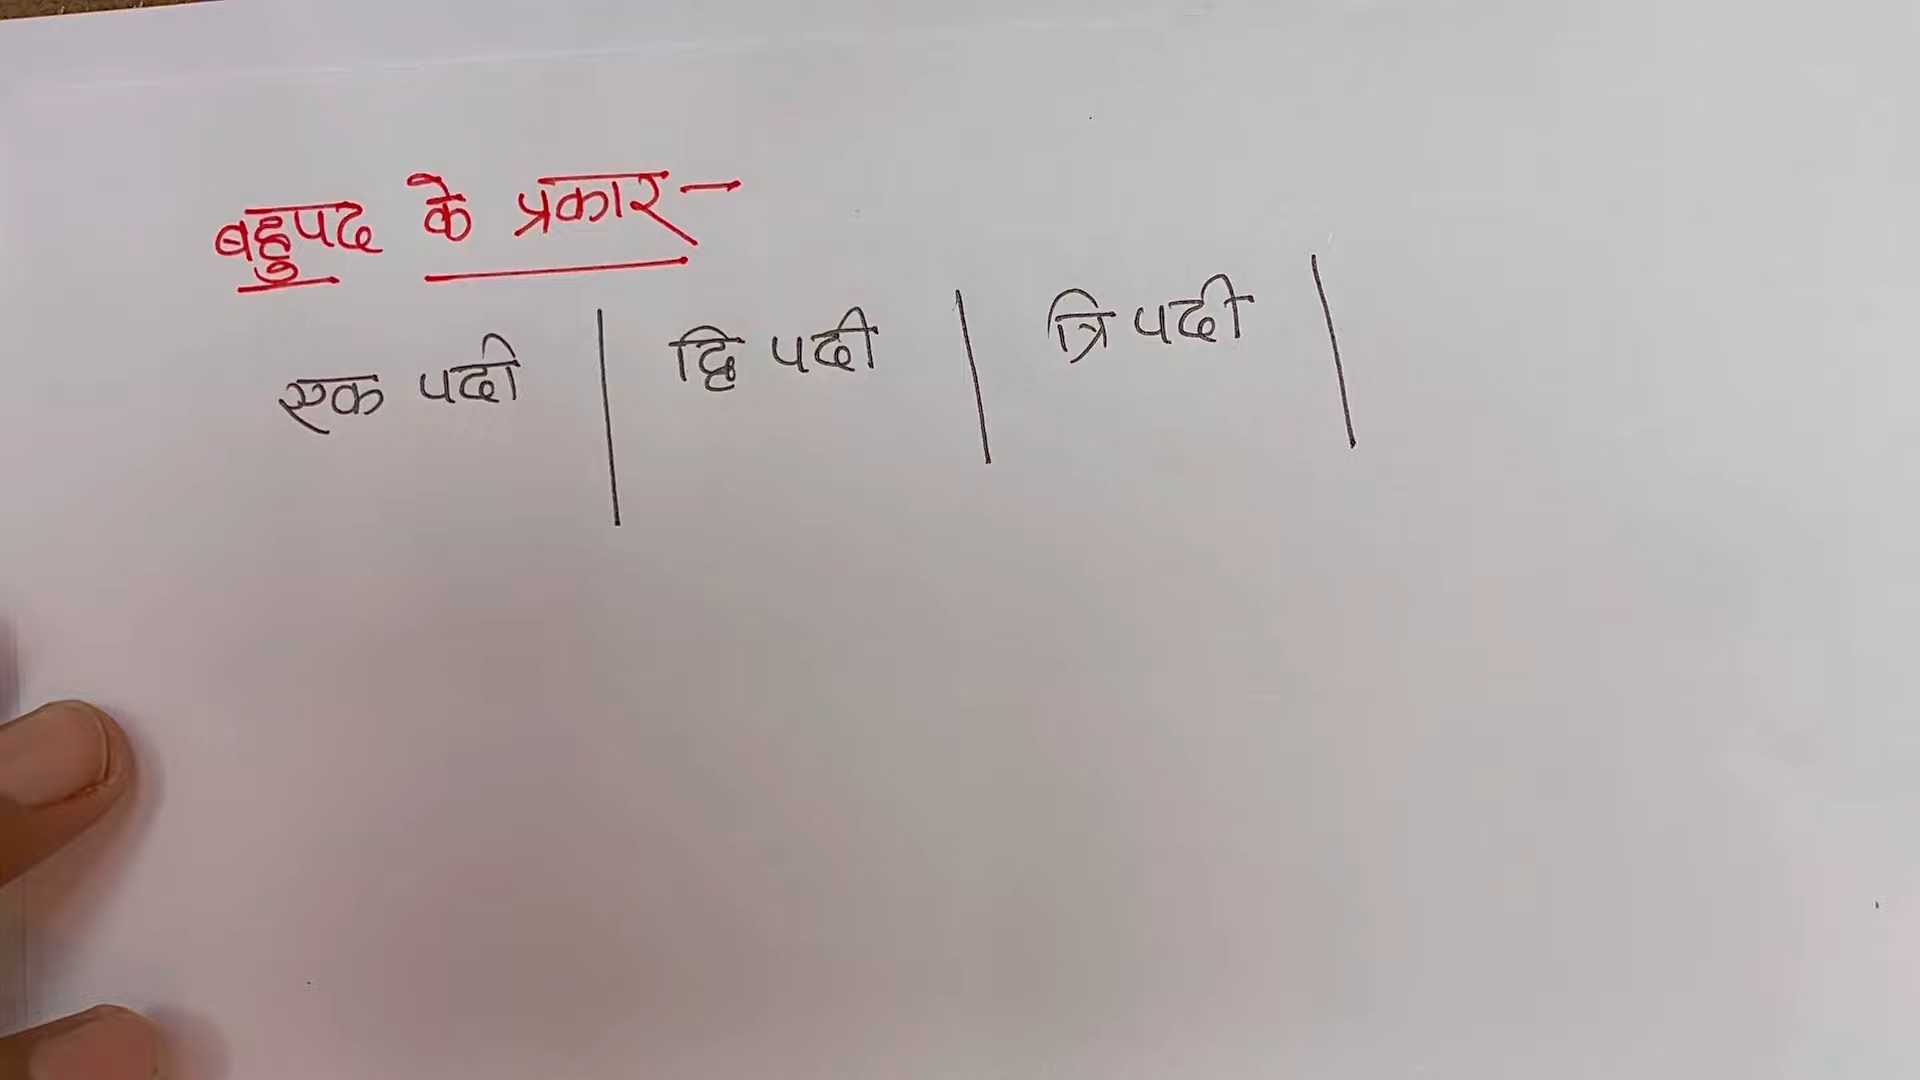 बहुपद के प्रकार –
एक पदी | द्वि पदी | त्रि पदी |